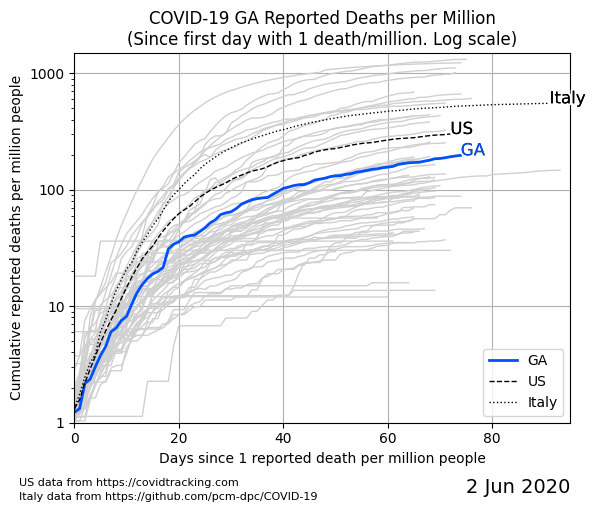 COVID-19 GA Reported Deaths per Million
(Since first day with 1 death/million. Log scale)
Cumulative reported deaths per million people
1000
100
10
1
Italy
US
GA
GA
US
Italy
0 20 40 60 80
Days since 1 reported death per million people
US data from https://covidtracking.com
Italy data from https://github.com/pcm-dpc/COVID-19
2 Jun 2020